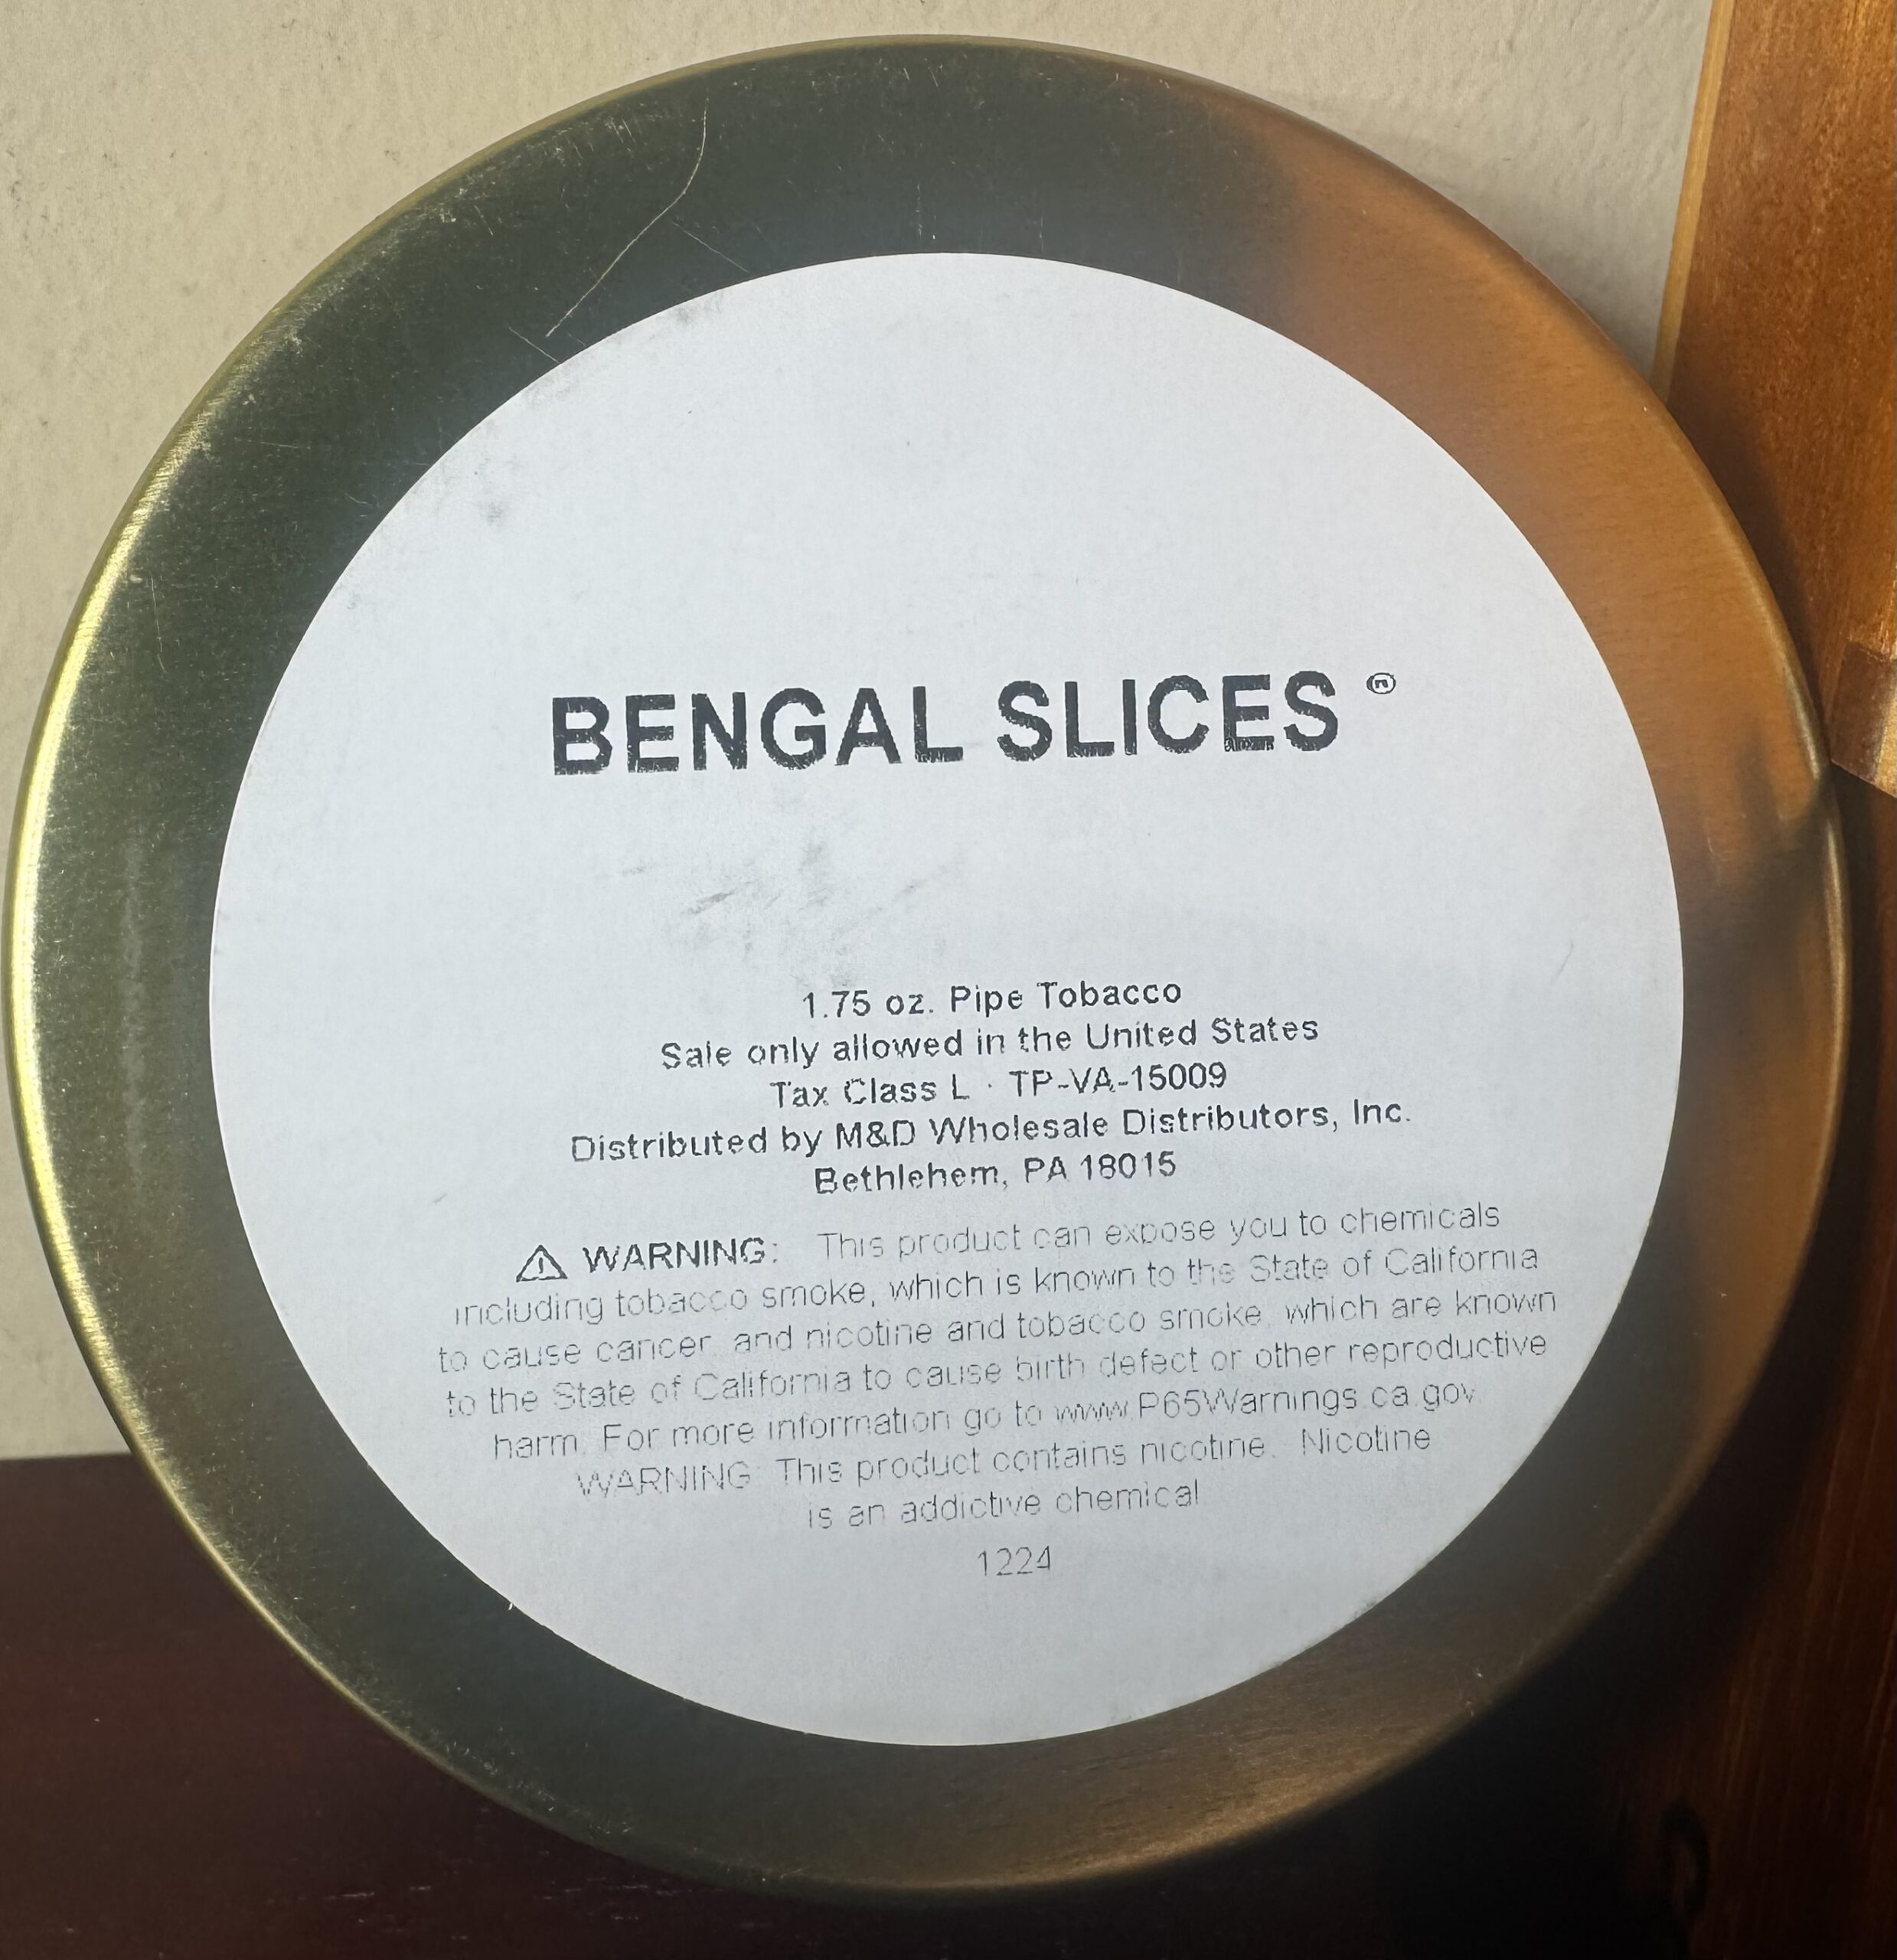 BENGAL SLICES ®
1.75 oz. Pipe Tobacco
Sale only allowed in the United States
Tax Class L · TP-VA-15009
Distributed by M&D Wholesale Distributors, Inc.
Bethlehem, PA 18015
⚠ WARNING: This product can expose you to chemicals
including tobacco smoke, which is known to the State of California
to cause cancer, and nicotine and tobacco smoke, which are known
to the State of California to cause birth defect or other reproductive
harm. For more information go to www.P65Warnings.ca.gov
WARNING: This product contains nicotine. Nicotine
is an addictive chemical
1224